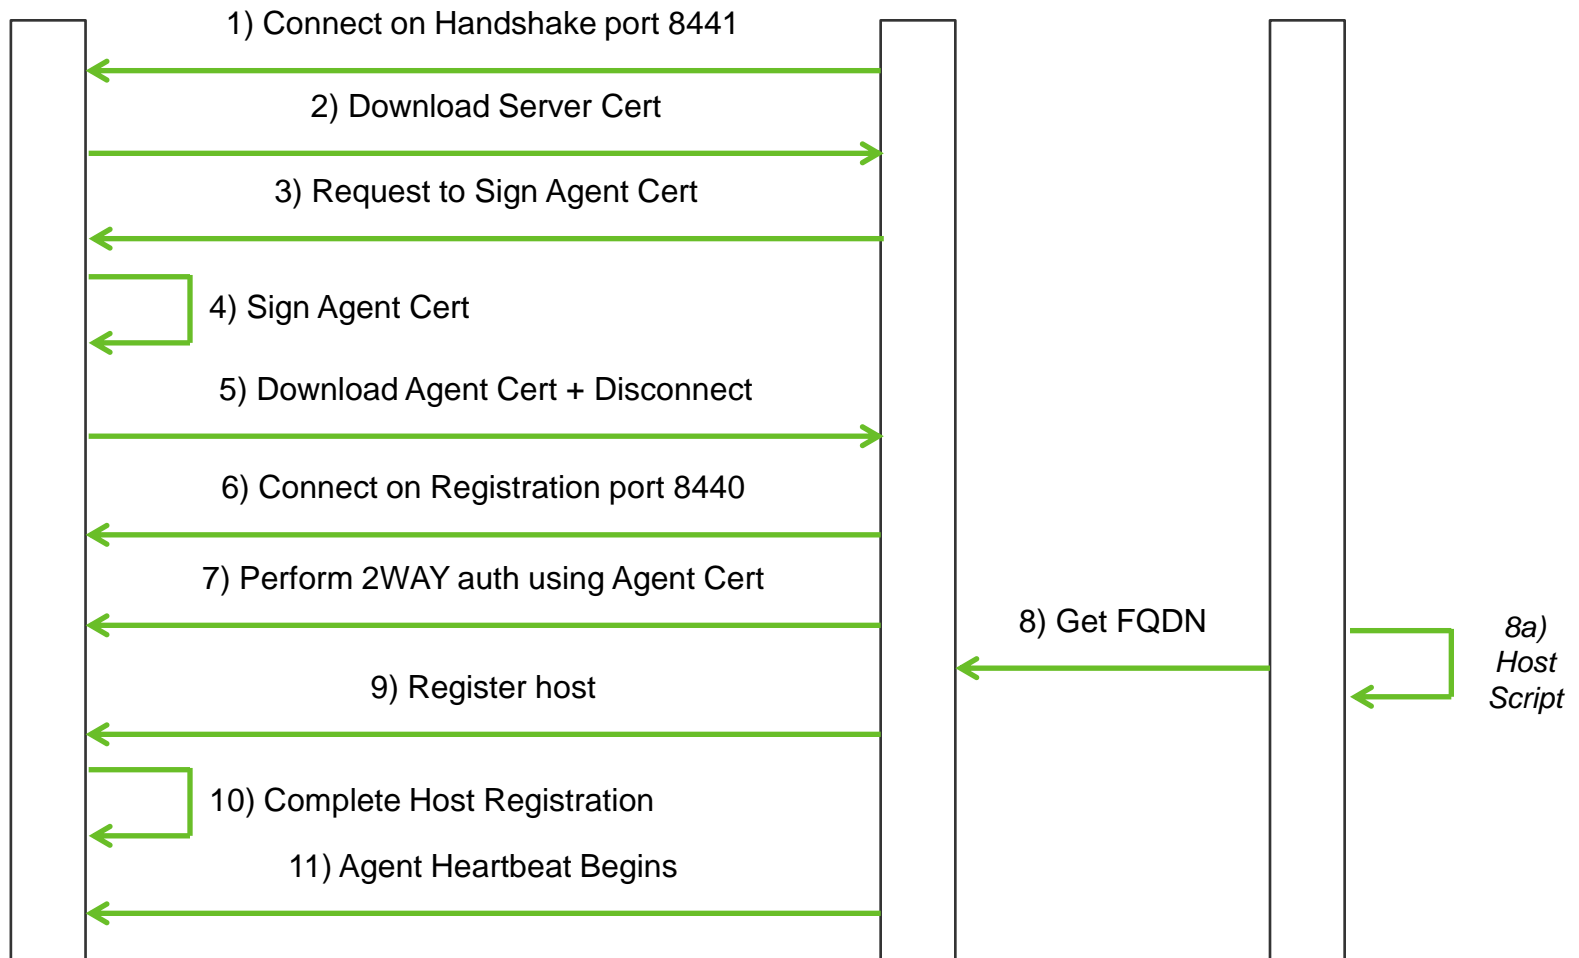 1) Connect on Handshake port 8441
2) Download Server Cert
3) Request to Sign Agent Cert
4) Sign Agent Cert
5) Download Agent Cert + Disconnect
6) Connect on Registration port 8440
7) Perform 2WAY auth using Agent Cert
8) Get FQDN
8a)
Host
Script
9) Register host
10) Complete Host Registration
11) Agent Heartbeat Begins